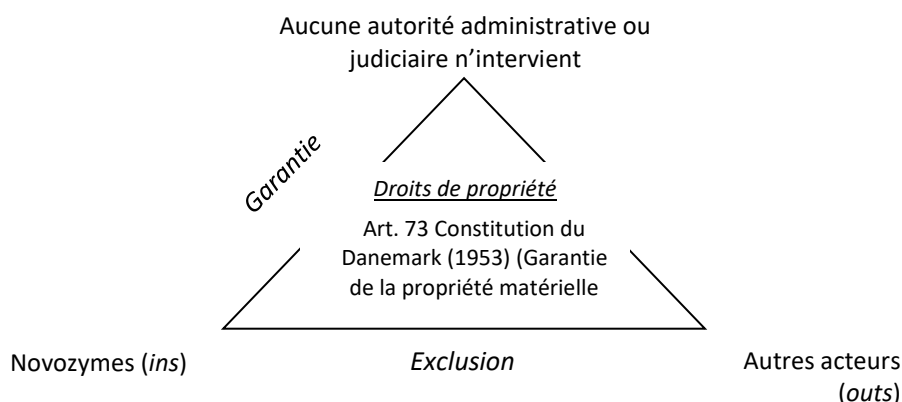 Aucune autorité administrative ou
judiciaire n'intervient
Garantie
Droits de propriété
Art. 73 Constitution du
Danemark (1953) (Garantie
de la propriété matérielle
Novozymes (ins)
Exclusion
Autres acteurs
(outs)